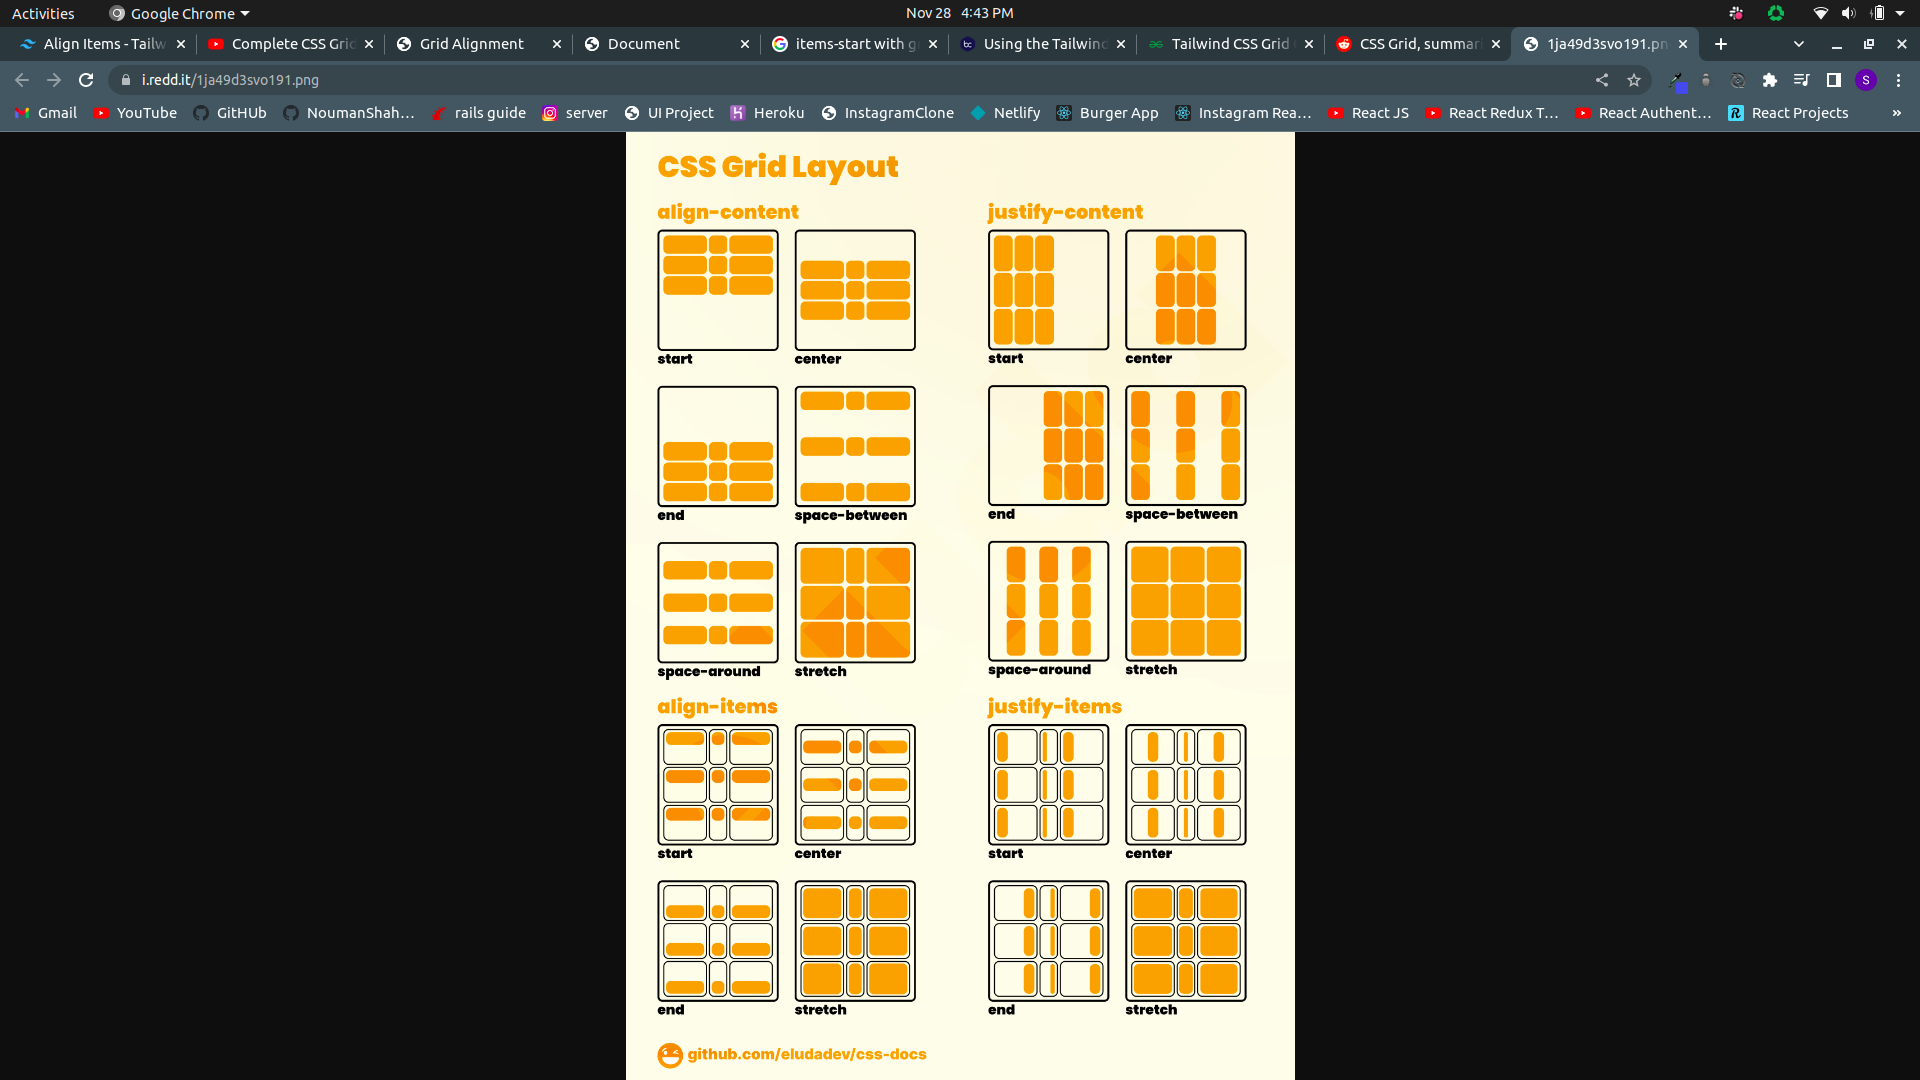 Activities Google Chrome Nov 28 4:43 PM
Align Items - Tailw Complete CSS Grid Grid Alignment Document items-start with g Using the Tailwind Tailwind CSS Grid CSS Grid, summari 1ja49d3svo191.pn
i.redd.it/1ja49d3svo191.png S
Gmail YouTube GitHUb NoumanShah... rails guide server UI Project Heroku InstagramClone Netlify Burger App Instagram Rea... React JS React Redux T... React Authent... React Projects »
CSS Grid Layout
align-content justify-content
start center start center
end space-between end space-between
space-around stretch space-around stretch
align-items justify-items
start center start center
end stretch end stretch
github.com/eludadev/css-docs